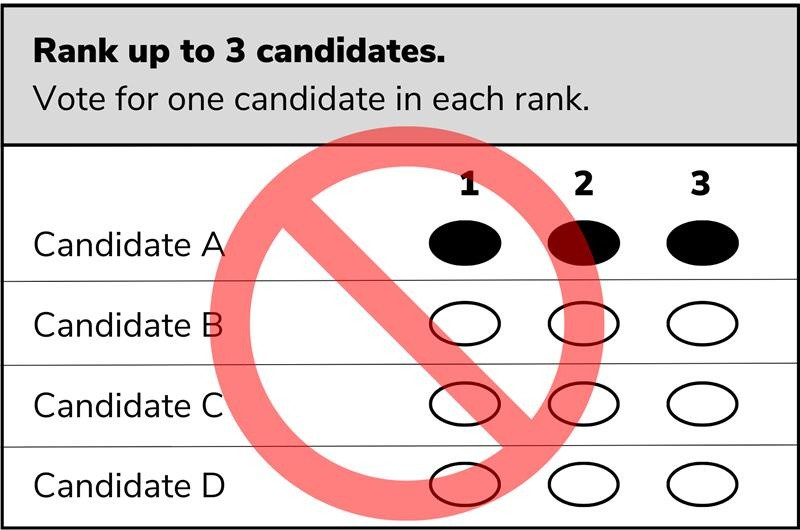 Rank up to 3 candidates.
Vote for one candidate in each rank.
1 2 3
Candidate A
Candidate B
Candidate C
Candidate D